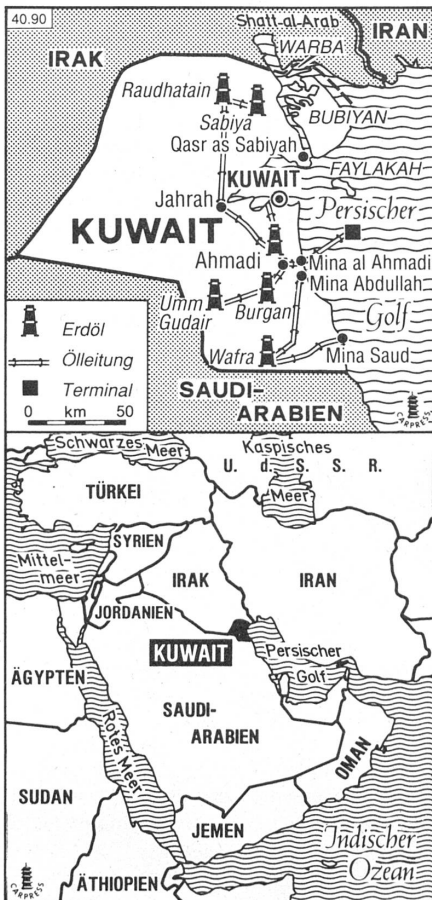 40.90
Shatt-al-Arab
IRAN
WARBA
IRAK
Raudhatain
Sabiya
BUBIYAN
Qasr as Sabiyah
FAYLAKAH
KUWAIT
Jahrah
Persischer
KUWAIT
Ahmadi
Mina al Ahmadi
Mina Abdullah
Umm
Gudair
Burgan
Golf
Erdöl
Ölleitung
Wafra
Mina Saud
Terminal
0 km 50
SAUDI-
ARABIEN
CARPRESS
Schwarzes
Meer
Kaspisches
Meer
U. d. S. S. R.
TÜRKEI
SYRIEN
Mittel-
meer
IRAK
IRAN
JORDANIEN
KUWAIT
Persischer
Golf
ÄGYPTEN
SAUDI-
ARABIEN
Rotes Meer
OMAN
SUDAN
JEMEN
Indischer
Ozean
ÄTHIOPIEN
CARPRESS